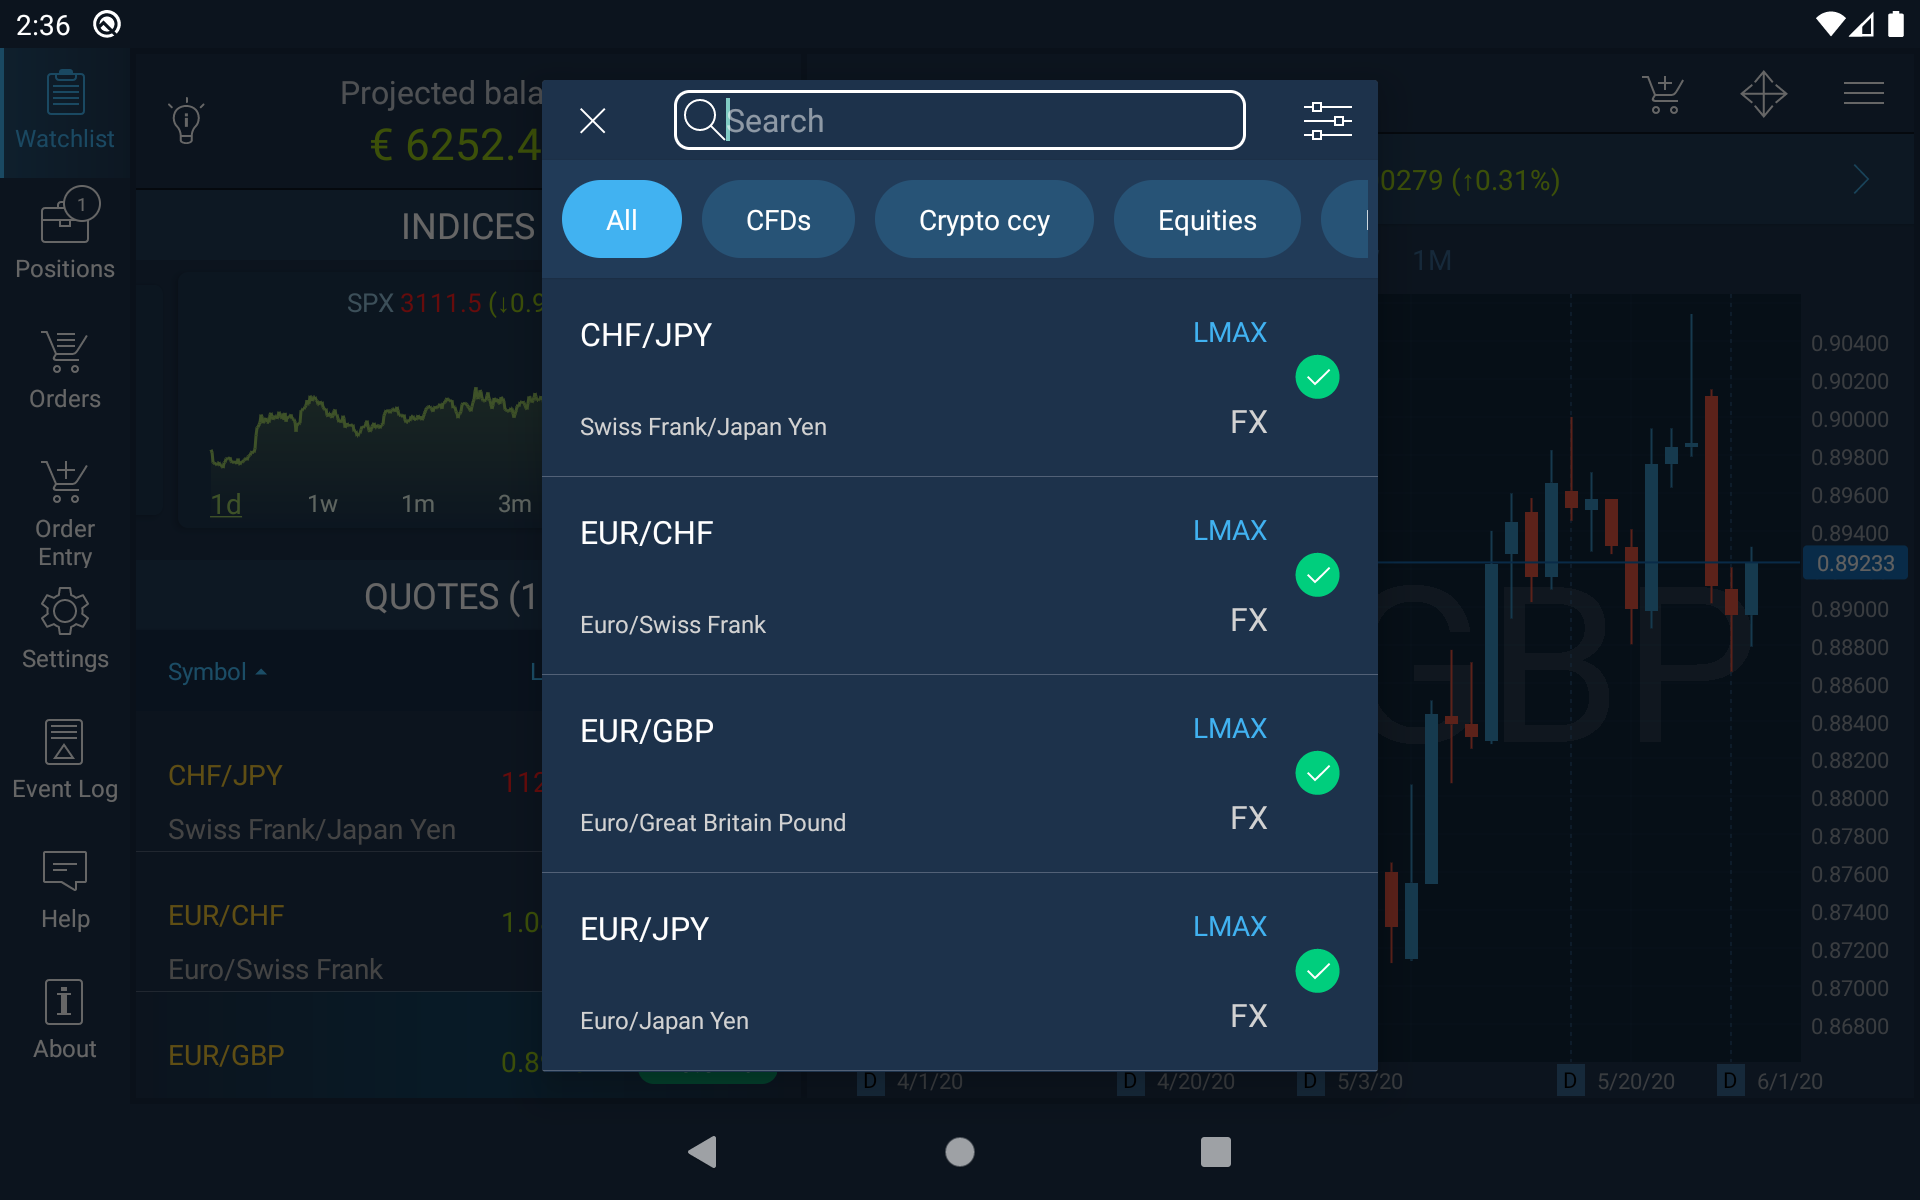 2:36
Watchlist
1
Positions
Orders
Order
Entry
Settings
Event Log
Help
About
Projected bala
€ 6252.4
INDICES
SPX 3111.5 (↓0.9
1d 1w 1m 3m
QUOTES (1
Symbol
L
CHF/JPY 112
Swiss Frank/Japan Yen
EUR/CHF 1.0
Euro/Swiss Frank
EUR/GBP 0.8
Search
All CFDs Crypto ccy Equities
CHF/JPY LMAX
Swiss Frank/Japan Yen FX
EUR/CHF LMAX
Euro/Swiss Frank FX
EUR/GBP LMAX
Euro/Great Britain Pound FX
EUR/JPY LMAX
Euro/Japan Yen FX
0279 (↑0.31%)
1M
GBP
0.90400
0.90200
0.90000
0.89800
0.89600
0.89400
0.89233
0.89000
0.88800
0.88600
0.88400
0.88200
0.88000
0.87800
0.87600
0.87400
0.87200
0.87000
0.86800
D 4/1/20 D 4/20/20 D 5/3/20 D 5/20/20 D 6/1/20